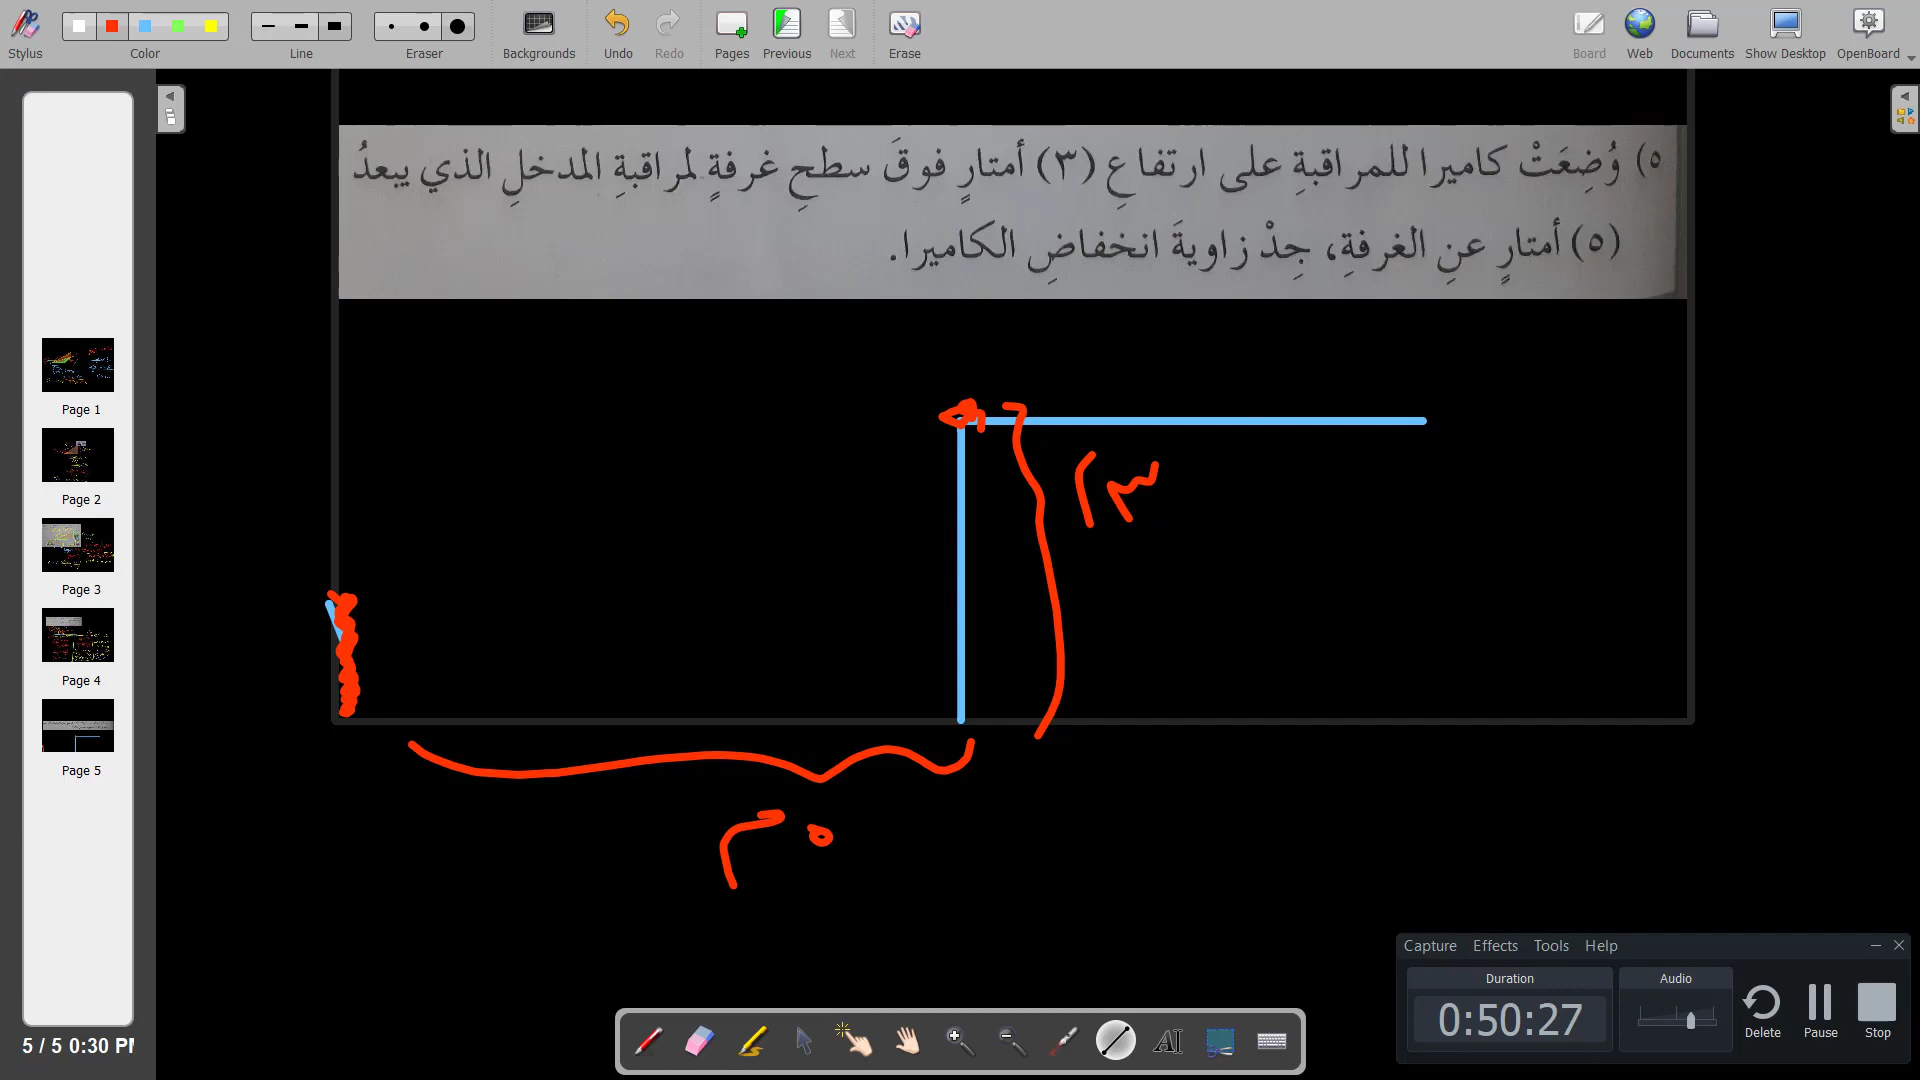 Stylus
Color
Line
Eraser
Backgrounds
Undo
Redo
Pages
Previous
Next
Erase
Board
Web
Documents
Show Desktop
OpenBoard
٥) وُضِعَتْ كاميرا للمراقبةِ على ارتفاعِ (٣) أمتارٍ فوقَ سطحِ غرفةٍ لمراقبةِ المدخلِ الذي يبعدُ
(٥) أمتارٍ عنِ الغرفةِ، جِدْ زاويةَ انخفاضِ الكاميرا.
٣م
٥م
Page 1
Page 2
Page 3
Page 4
Page 5
5 / 5 0:30 PM
Capture Effects Tools Help
Duration
Audio
0:50:27
Delete
Pause
Stop
AI